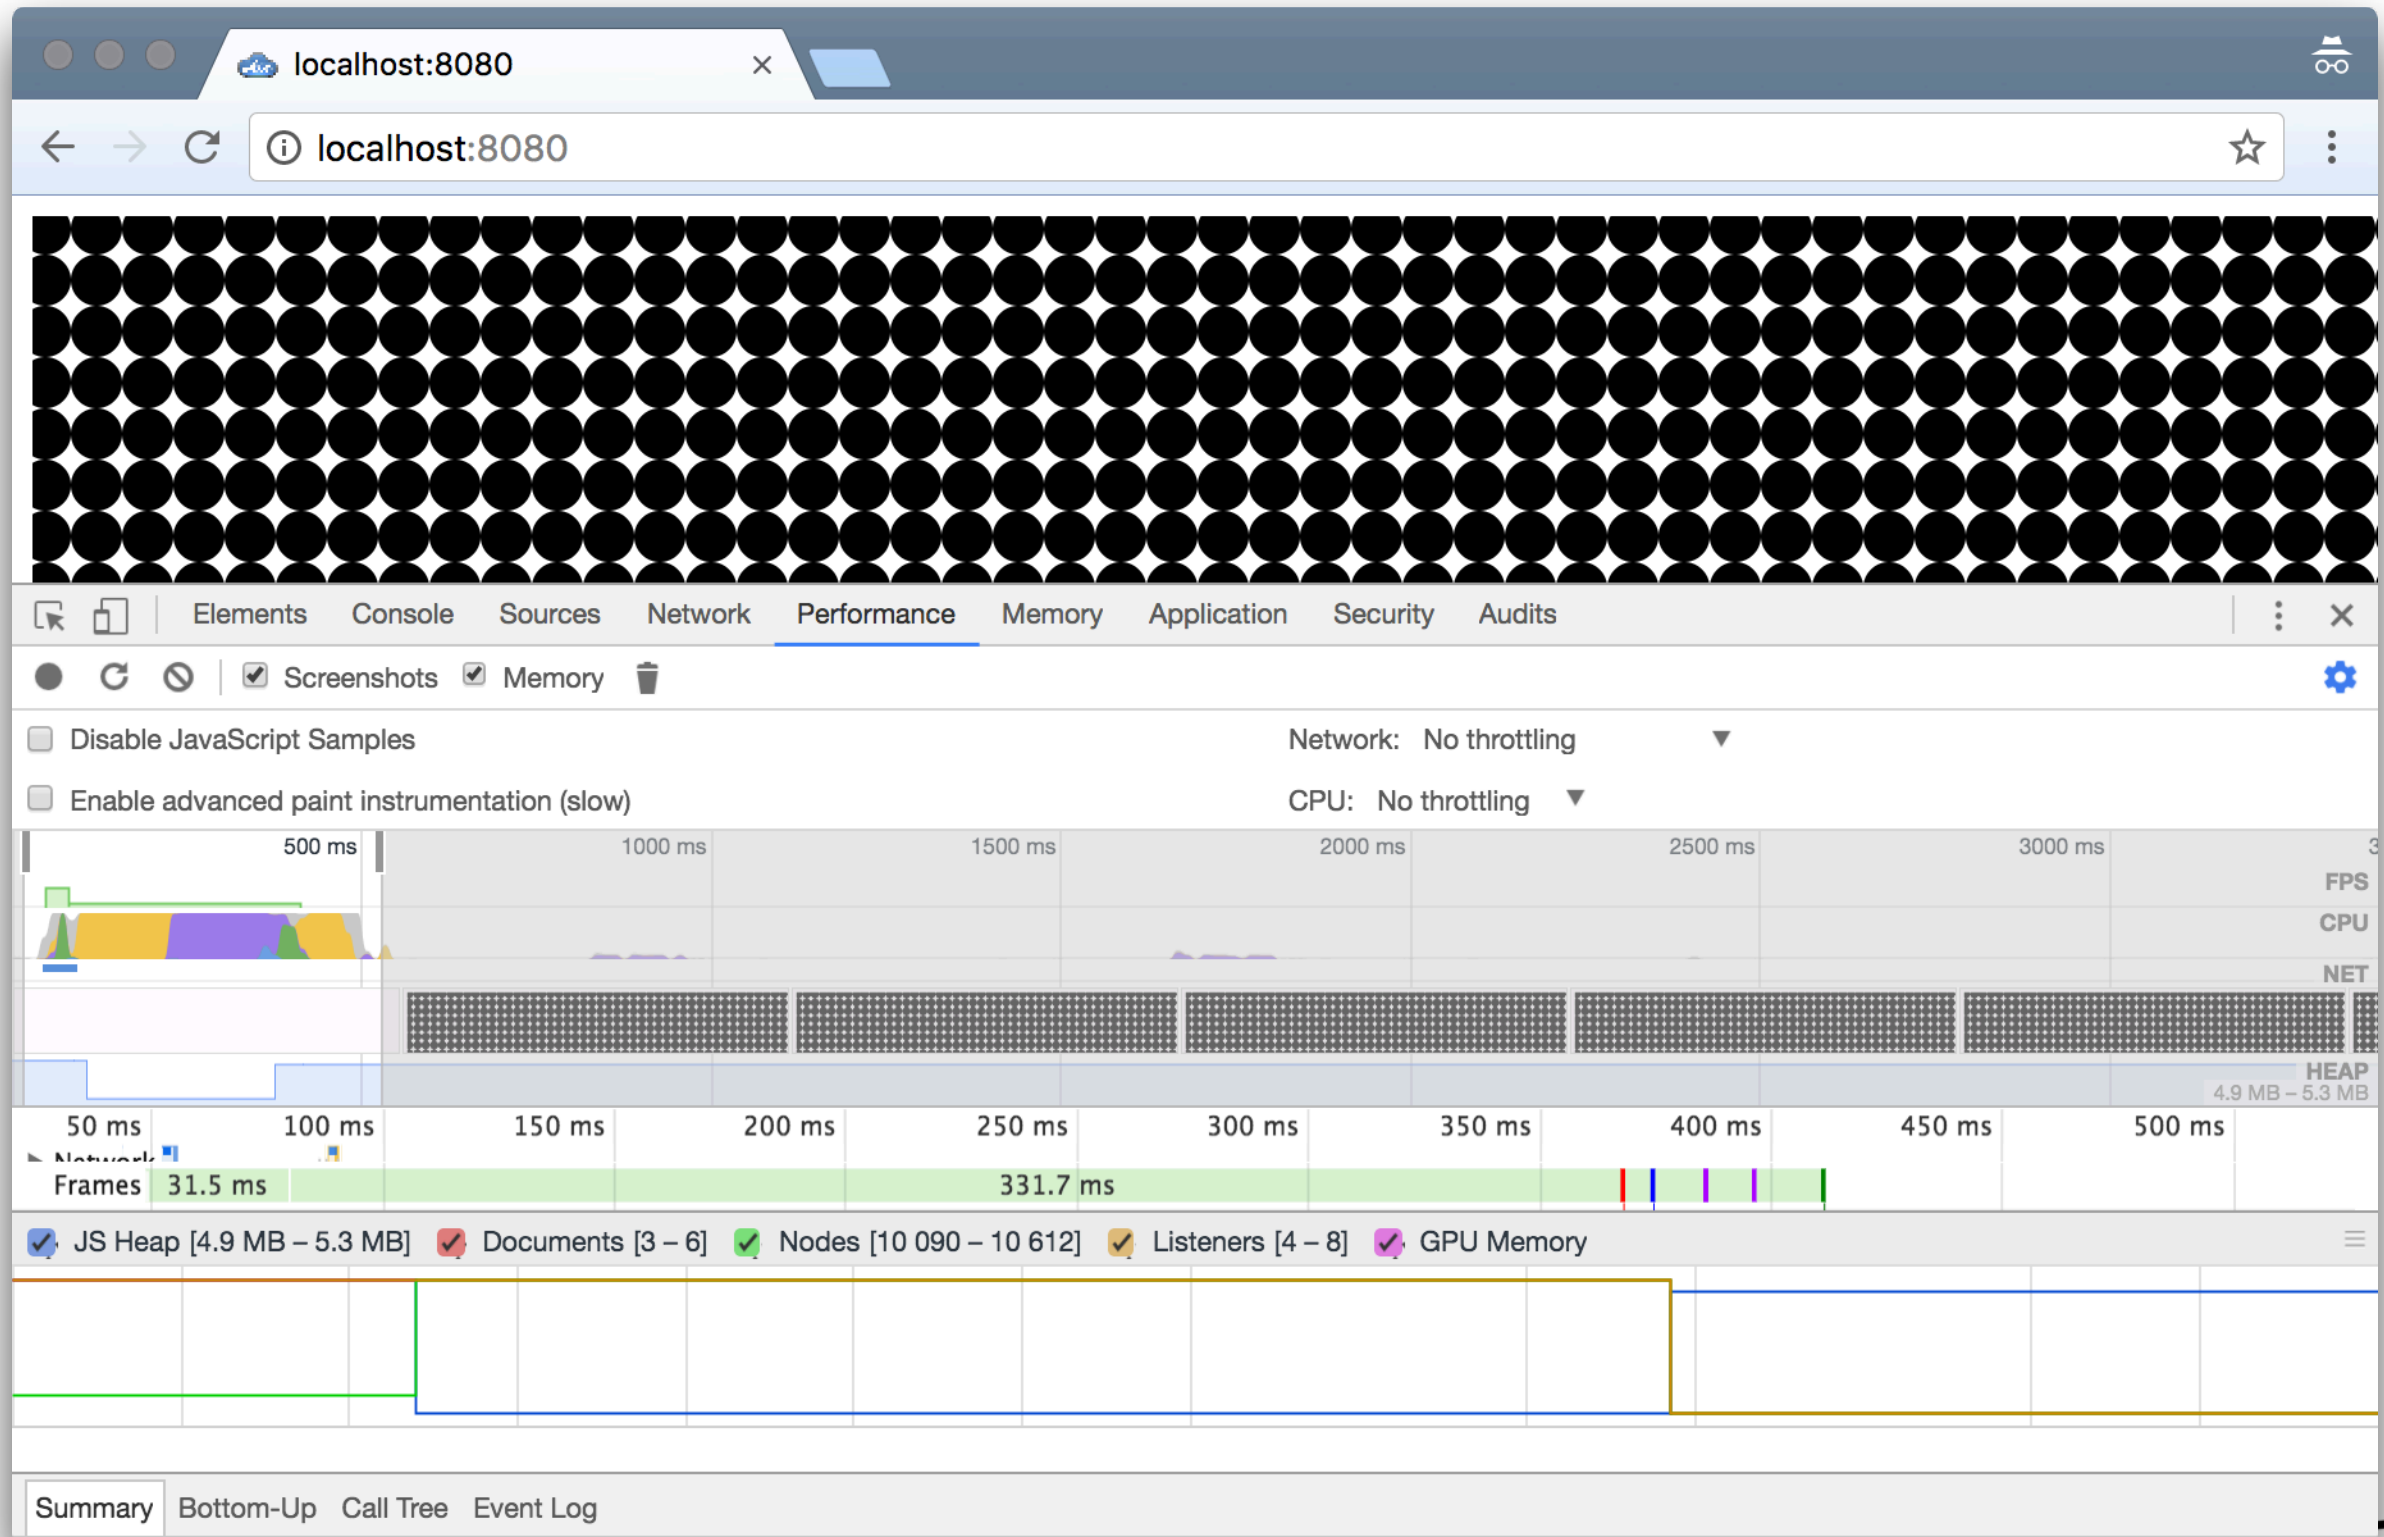 localhost:8080
localhost:8080
Elements Console Sources Network Performance Memory Application Security Audits
Screenshots Memory
Disable JavaScript Samples Network: No throttling
Enable advanced paint instrumentation (slow) CPU: No throttling
500 ms 1000 ms 1500 ms 2000 ms 2500 ms 3000 ms 3
FPS
CPU
NET
HEAP
4.9 MB – 5.3 MB
50 ms 100 ms 150 ms 200 ms 250 ms 300 ms 350 ms 400 ms 450 ms 500 ms
Network
Frames 31.5 ms 331.7 ms
JS Heap [4.9 MB – 5.3 MB] Documents [3 – 6] Nodes [10 090 – 10 612] Listeners [4 – 8] GPU Memory
Summary Bottom-Up Call Tree Event Log